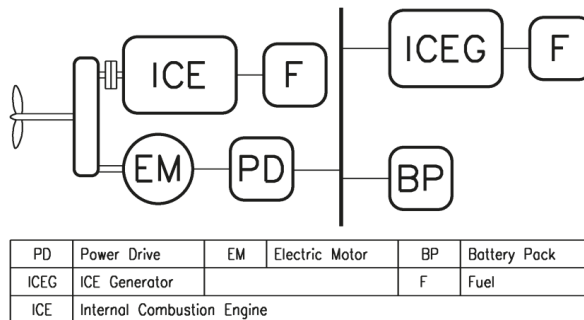 ICE F ICEG F
EM PD BP
PD Power Drive EM Electric Motor BP Battery Pack
ICEG ICE Generator F Fuel
ICE Internal Combustion Engine